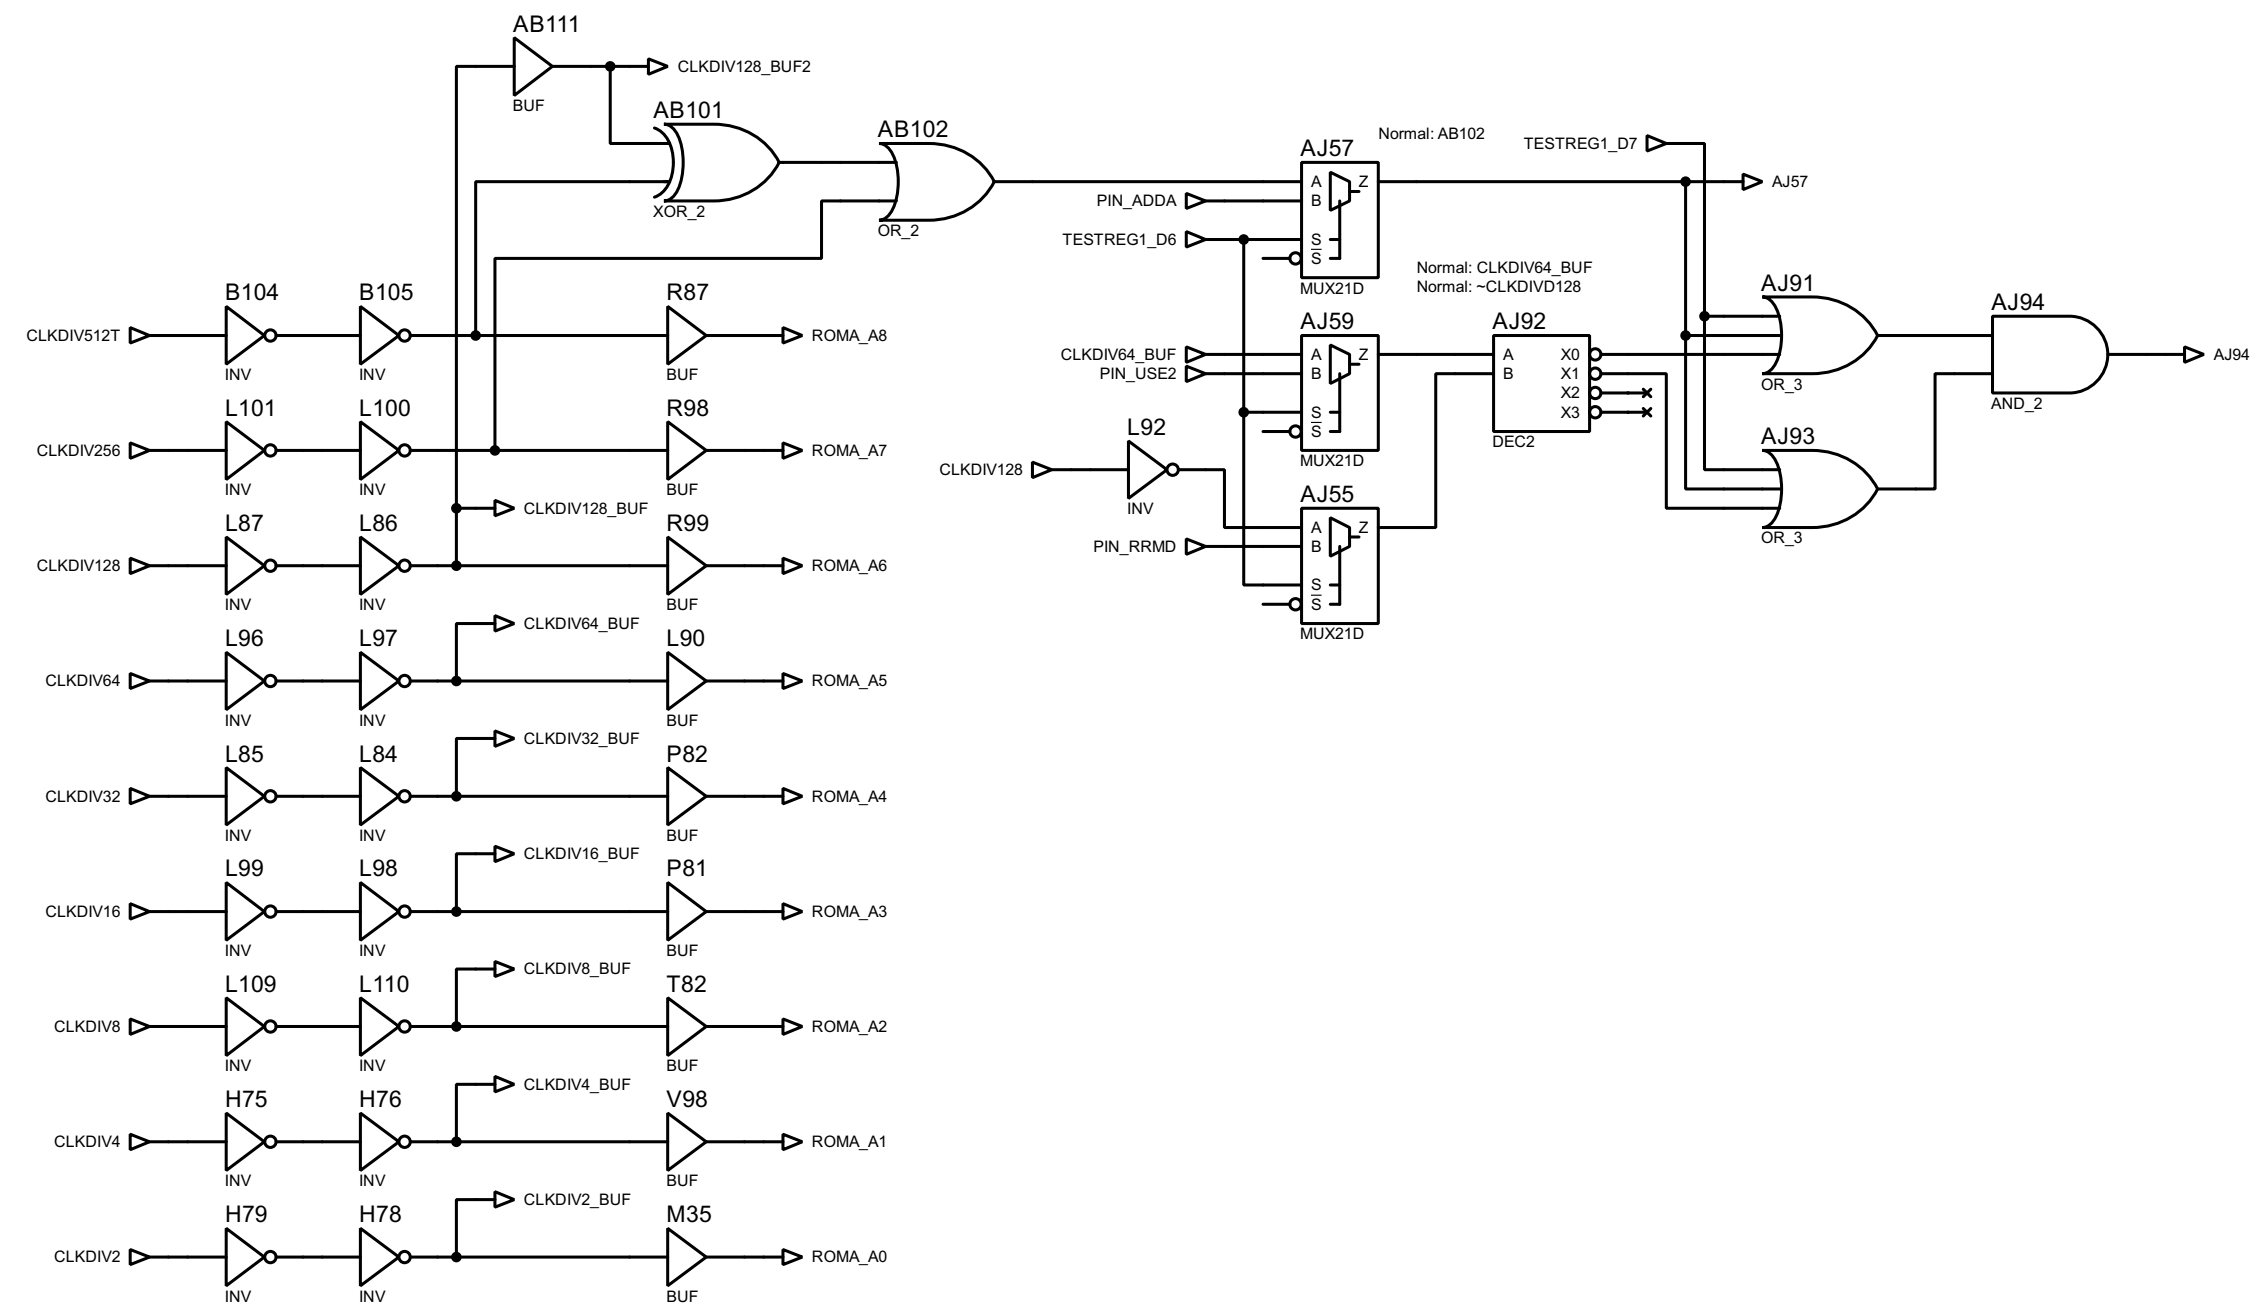 AB111
CLKDIV128_BUF2
BUF
AB101
XOR_2
AB102
OR_2
Normal: AB102
TESTREG1_D7
AJ57
A
B
Z
S
S
MUX21D
PIN_ADDA
TESTREG1_D6
AJ57
Normal: CLKDIV64_BUF
Normal: ~CLKDIVD128
AJ59
A
B
Z
S
S
MUX21D
CLKDIV64_BUF
PIN_USE2
AJ92
A
B
X0
X1
X2
X3
DEC2
AJ91
OR_3
AJ94
AND_2
AJ94
AJ93
OR_3
CLKDIV128
L92
INV
AJ55
A
B
Z
S
S
MUX21D
PIN_RRMD
CLKDIV512T
B104
INV
B105
INV
R87
BUF
ROMA_A8
CLKDIV256
L101
INV
L100
INV
R98
BUF
ROMA_A7
CLKDIV128_BUF
CLKDIV128
L87
INV
L86
INV
R99
BUF
ROMA_A6
CLKDIV64_BUF
CLKDIV64
L96
INV
L97
INV
L90
BUF
ROMA_A5
CLKDIV32_BUF
CLKDIV32
L85
INV
L84
INV
P82
BUF
ROMA_A4
CLKDIV16_BUF
CLKDIV16
L99
INV
L98
INV
P81
BUF
ROMA_A3
CLKDIV8_BUF
CLKDIV8
L109
INV
L110
INV
T82
BUF
ROMA_A2
CLKDIV4_BUF
CLKDIV4
H75
INV
H76
INV
V98
BUF
ROMA_A1
CLKDIV2_BUF
CLKDIV2
H79
INV
H78
INV
M35
BUF
ROMA_A0